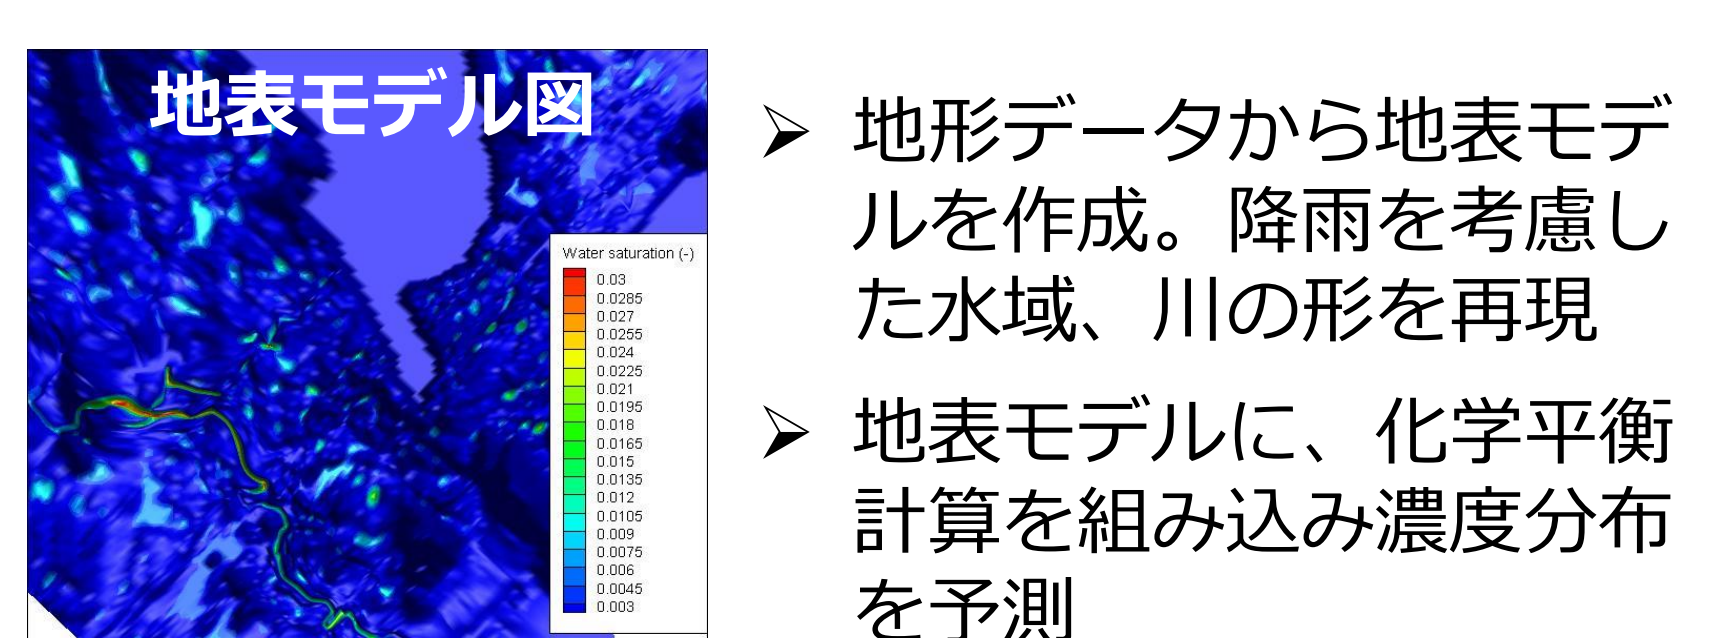 地表モデル図
Water saturation (-)
0.03
0.0285
0.027
0.0255
0.024
0.0225
0.021
0.0195
0.018
0.0165
0.015
0.0135
0.012
0.0105
0.009
0.0075
0.006
0.0045
0.003
➢ 地形データから地表モデ
ルを作成。降雨を考慮し
た水域、川の形を再現
➢ 地表モデルに、化学平衡
計算を組み込み濃度分布
を予測